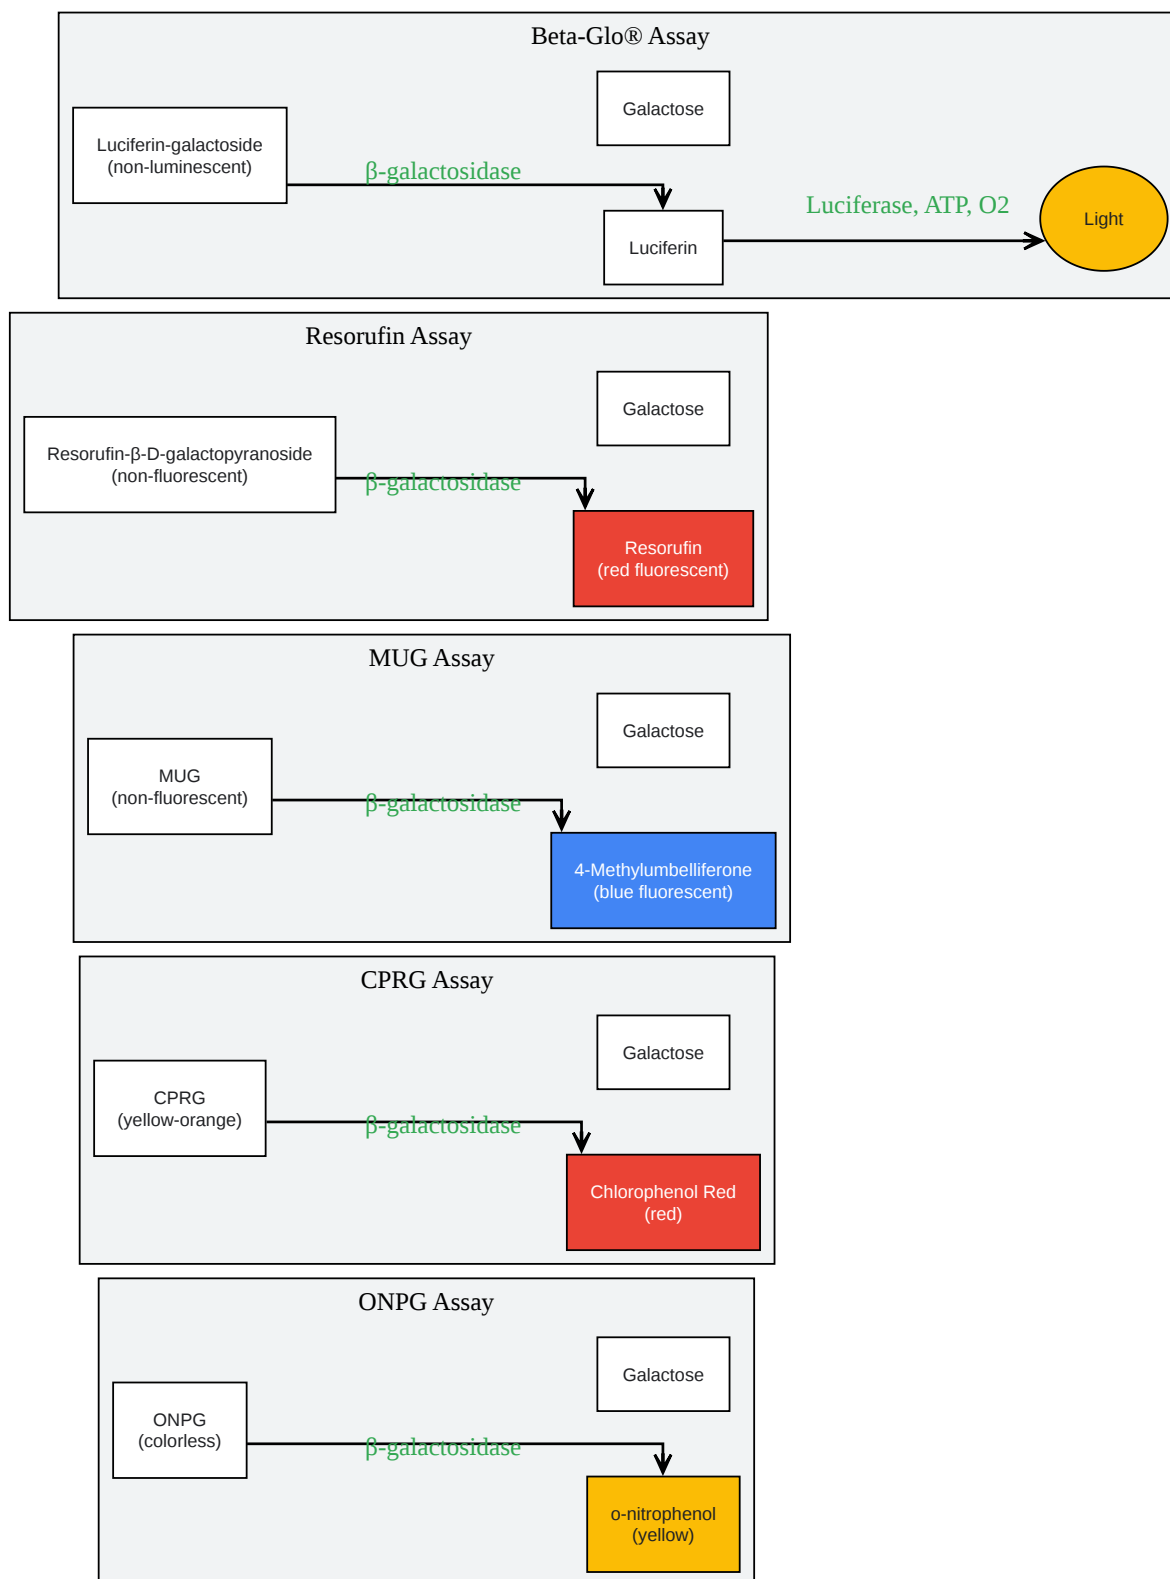 Beta-Glo® Assay
Galactose
Luciferin-galactoside
(non-luminescent)
β-galactosidase
Luciferase, ATP, O2
Light
Luciferin
Resorufin Assay
Galactose
Resorufin-β-D-galactopyranoside
(non-fluorescent)
β-galactosidase
Resorufin
(red fluorescent)
MUG Assay
Galactose
MUG
(non-fluorescent)
β-galactosidase
4-Methylumbelliferone
(blue fluorescent)
CPRG Assay
Galactose
CPRG
(yellow-orange)
β-galactosidase
Chlorophenol Red
(red)
ONPG Assay
Galactose
ONPG
(colorless)
β-galactosidase
o-nitrophenol
(yellow)